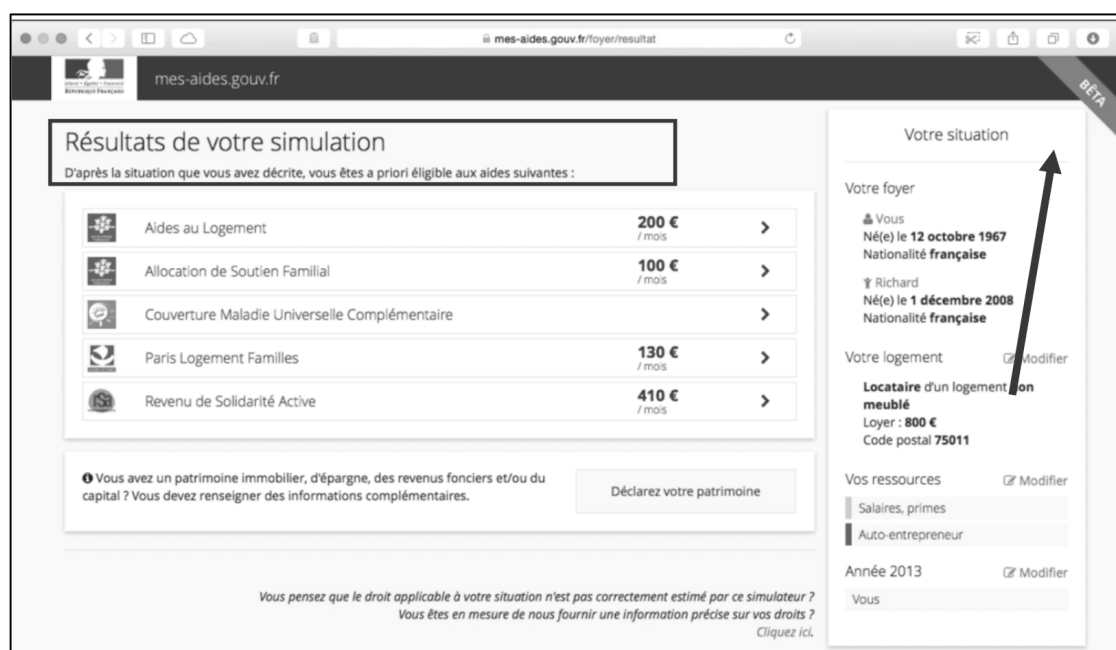 mes-aides.gouv.fr/foyer/resultat
RÉPUBLIQUE FRANÇAISE
mes-aides.gouv.fr
BÊTA
Résultats de votre simulation
D'après la situation que vous avez décrite, vous êtes a priori éligible aux aides suivantes :
Aides au Logement 200 €
/ mois
Allocation de Soutien Familial 100 €
/ mois
Couverture Maladie Universelle Complémentaire
Paris Logement Familles 130 €
/ mois
Revenu de Solidarité Active 410 €
/ mois
Vous avez un patrimoine immobilier, d'épargne, des revenus fonciers et/ou du
capital ? Vous devez renseigner des informations complémentaires.
Déclarez votre patrimoine
Vous pensez que le droit applicable à votre situation n'est pas correctement estimé par ce simulateur ?
Vous êtes en mesure de nous fournir une information précise sur vos droits ?
Cliquez ici.
Votre situation
Votre foyer
Vous
Né(e) le 12 octobre 1967
Nationalité française
Richard
Né(e) le 1 décembre 2008
Nationalité française
Votre logement Modifier
Locataire d'un logement non
meublé
Loyer : 800 €
Code postal 75011
Vos ressources Modifier
Salaires, primes
Auto-entrepreneur
Année 2013 Modifier
Vous